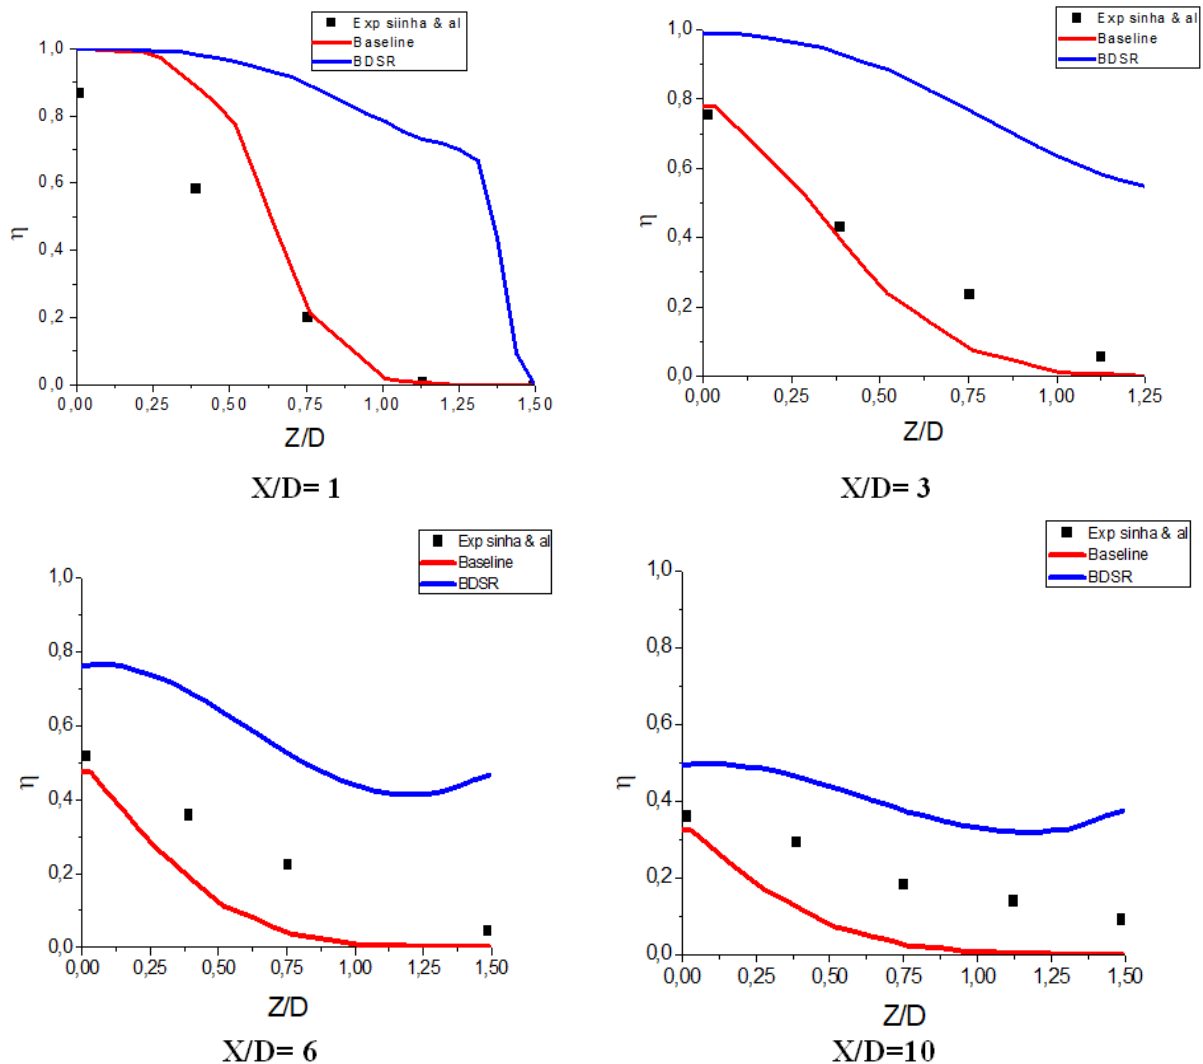 Exp siinha & al
Baseline
BDSR
1,0
0,8
0,6
0,4
0,2
0,0
η
0,00 0,25 0,50 0,75 1,00 1,25 1,50
Z/D
X/D= 1
Exp sinha & al
Baseline
BDSR
1,0
0,8
0,6
0,4
0,2
0,0
η
0,00 0,25 0,50 0,75 1,00 1,25
Z/D
X/D= 3
Exp sinha & al
Baseline
BDSR
1,0
0,8
0,6
0,4
0,2
0,0
η
0,00 0,25 0,50 0,75 1,00 1,25 1,50
Z/D
X/D= 6
Exp sinha & al
Baseline
BDSR
1,0
0,8
0,6
0,4
0,2
0,0
η
0,00 0,25 0,50 0,75 1,00 1,25 1,50
Z/D
X/D=10